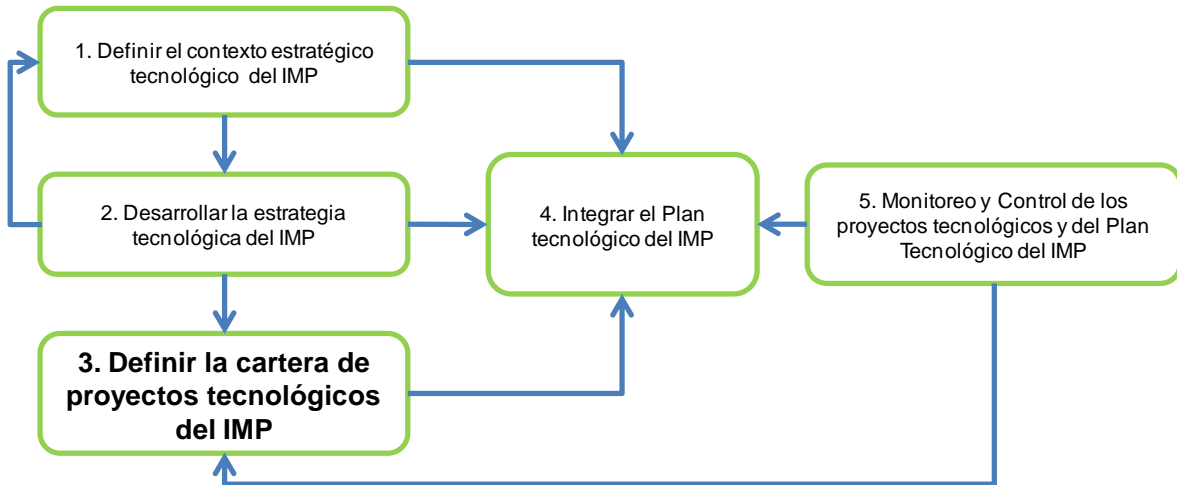 1. Definir el contexto estratégico
tecnológico del IMP
2. Desarrollar la estrategia
tecnológica del IMP
3. Definir la cartera de
proyectos tecnológicos
del IMP
4. Integrar el Plan
tecnológico del IMP
5. Monitoreo y Control de los
proyectos tecnológicos y del Plan
Tecnológico del IMP